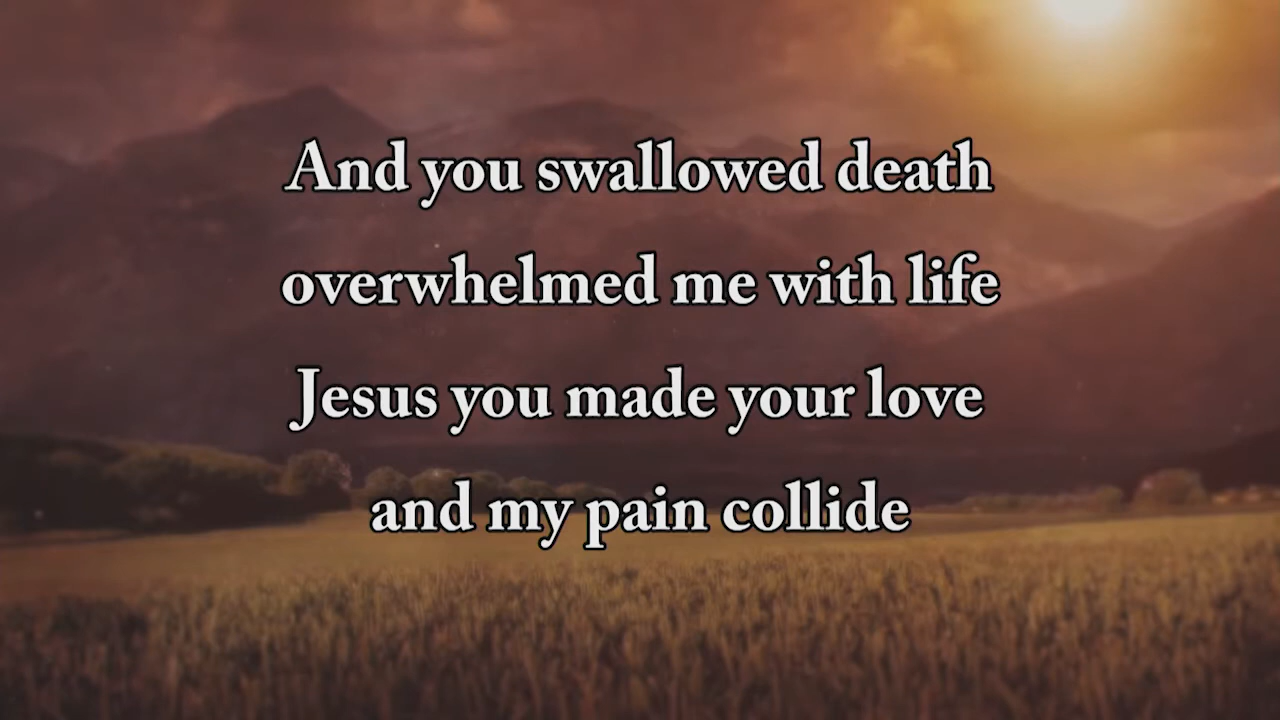 And you swallowed death
overwhelmed me with life
Jesus you made your love
and my pain collide